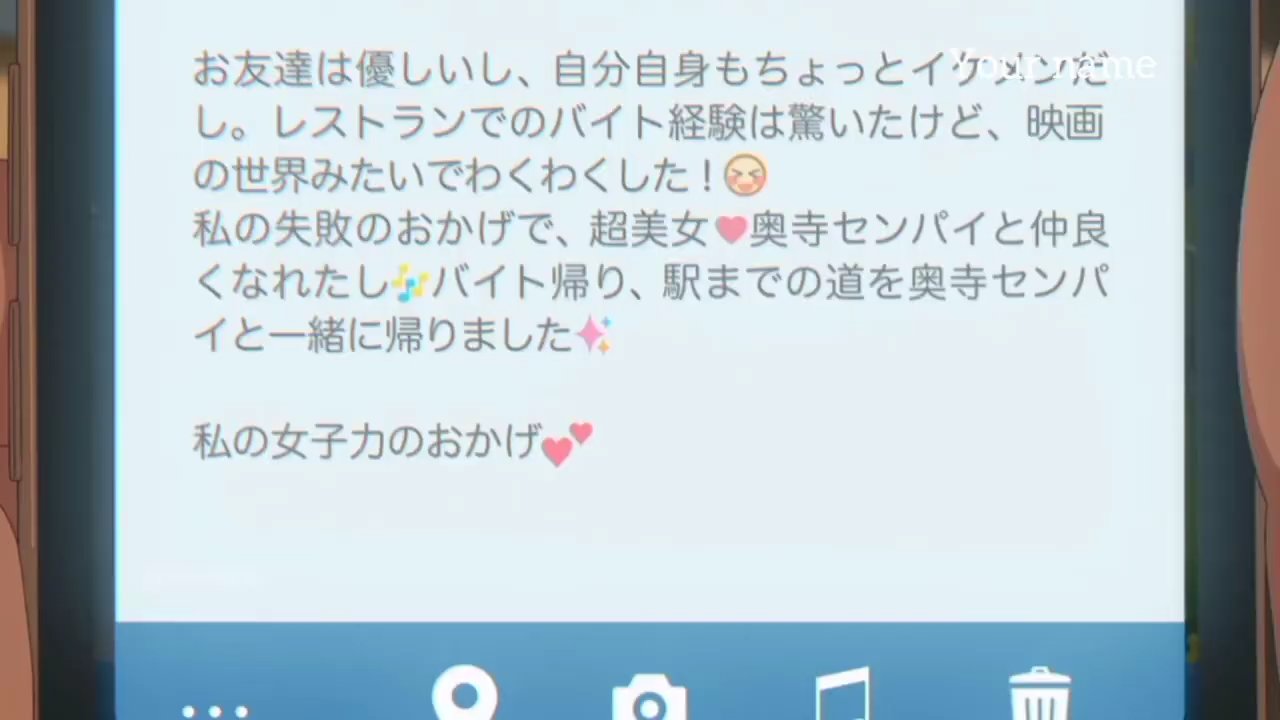 お友達は優しいし、自分自身もちょっとイケメンだ
Your name
し。レストランでのバイト経験は驚いたけど、映画
の世界みたいでわくわくした！😆
私の失敗のおかげで、超美女❤奥寺センパイと仲良
くなれたし🎶バイト帰り、駅までの道を奥寺センパ
イと一緒に帰りました✨
私の女子力のおかげ💕